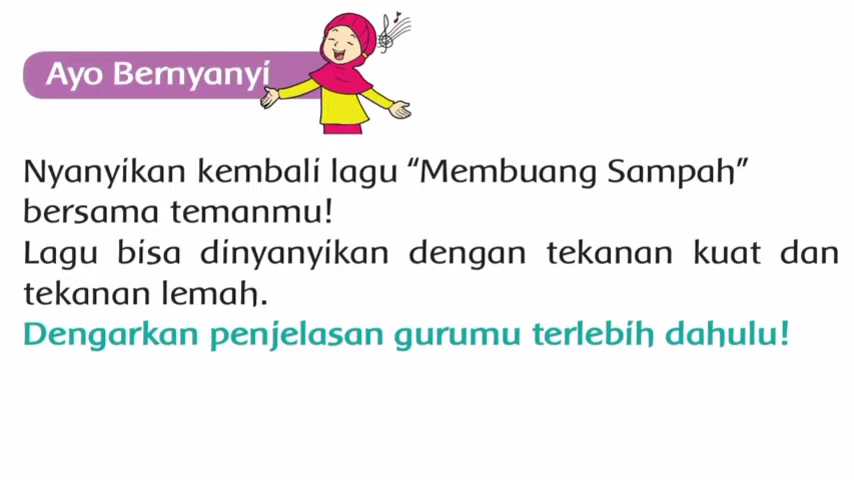 Ayo Bernyanyi
Nyanyikan kembali lagu “Membuang Sampah”
bersama temanmu!
Lagu bisa dinyanyikan dengan tekanan kuat dan
tekanan lemah.
Dengarkan penjelasan gurumu terlebih dahulu!